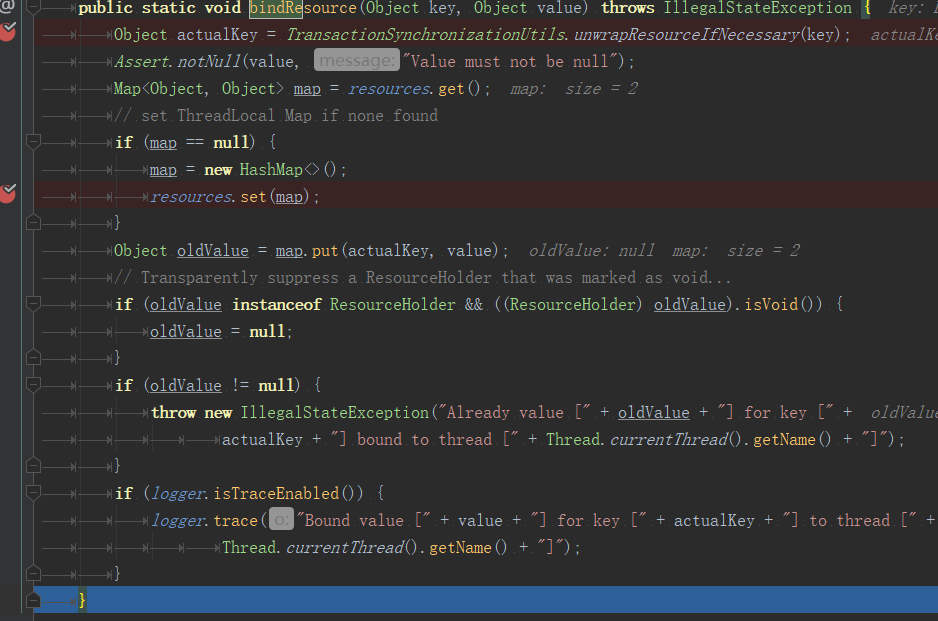 @ public static void bindResource(Object key, Object value) throws IllegalStateException { key:
Object actualKey = TransactionSynchronizationUtils.unwrapResourceIfNecessary(key); actualKe
Assert.notNull(value, message: "Value must not be null");
Map<Object, Object> map = resources.get(); map: size = 2
// set ThreadLocal Map if none found
if (map == null) {
map = new HashMap<>();
resources.set(map);
}
Object oldValue = map.put(actualKey, value); oldValue: null map: size = 2
// Transparently suppress a ResourceHolder that was marked as void...
if (oldValue instanceof ResourceHolder && ((ResourceHolder) oldValue).isVoid()) {
oldValue = null;
}
if (oldValue != null) {
throw new IllegalStateException("Already value [" + oldValue + "] for key [" + oldValue
actualKey + "] bound to thread [" + Thread.currentThread().getName() + "]");
}
if (logger.isTraceEnabled()) {
logger.trace( o: "Bound value [" + value + "] for key [" + actualKey + "] to thread [" +
Thread.currentThread().getName() + "]");
}
}